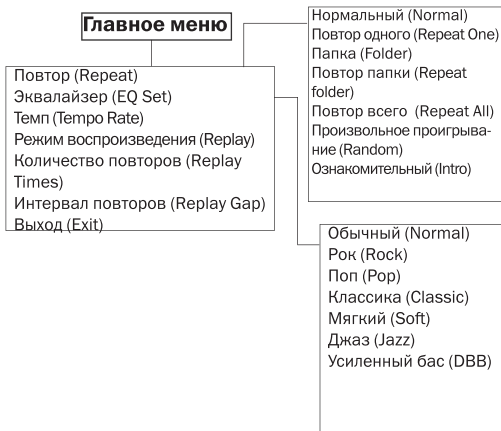 Главное меню
Повтор (Repeat)
Эквалайзер (EQ Set)
Темп (Tempo Rate)
Режим воспроизведения (Replay)
Количество повторов (Replay
Times)
Интервал повторов (Replay Gap)
Выход (Exit)
Нормальный (Normal)
Повтор одного (Repeat One)
Папка (Folder)
Повтор папки (Repeat
folder)
Повтор всего (Repeat All)
Произвольное проигрыва-
ние (Random)
Ознакомительный (Intro)
Обычный (Normal)
Рок (Rock)
Поп (Pop)
Классика (Classic)
Мягкий (Soft)
Джаз (Jazz)
Усиленный бас (DBB)